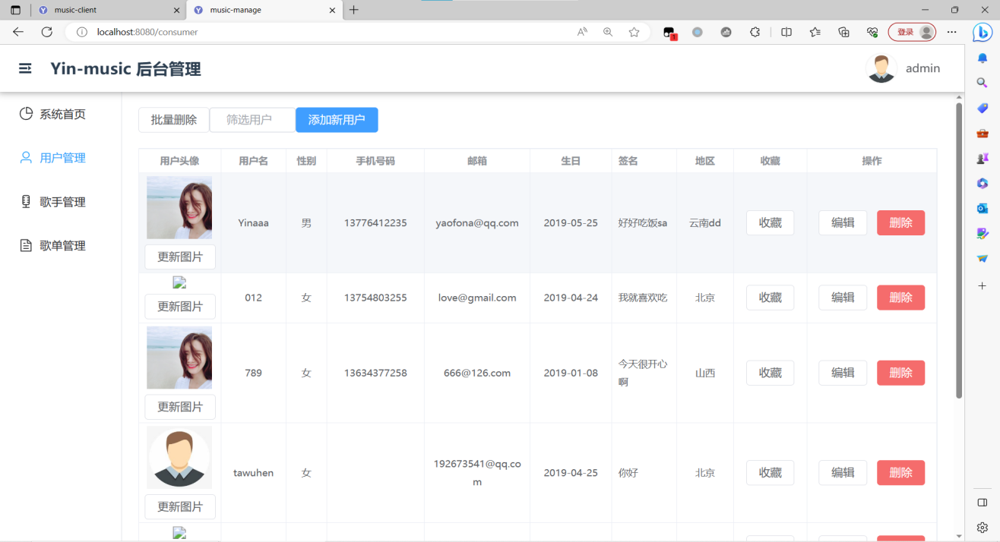 music-client
music-manage
localhost:8080/consumer
登录
1
Yin-music 后台管理
admin
系统首页
用户管理
歌手管理
歌单管理
批量删除 筛选用户 添加新用户
用户头像 用户名 性别 手机号码 邮箱 生日 签名 地区 收藏 操作
Yinaaa 男 13776412235 yaofona@qq.com 2019-05-25 好好吃饭sa 云南dd 收藏 编辑 删除
更新图片
012 女 13754803255 love@gmail.com 2019-04-24 我就喜欢吃 北京 收藏 编辑 删除
更新图片
789 女 13634377258 666@126.com 2019-01-08 今天很开心
啊 山西 收藏 编辑 删除
更新图片
tawuhen 女 192673541@qq.co
m 2019-04-25 你好 北京 收藏 编辑 删除
更新图片